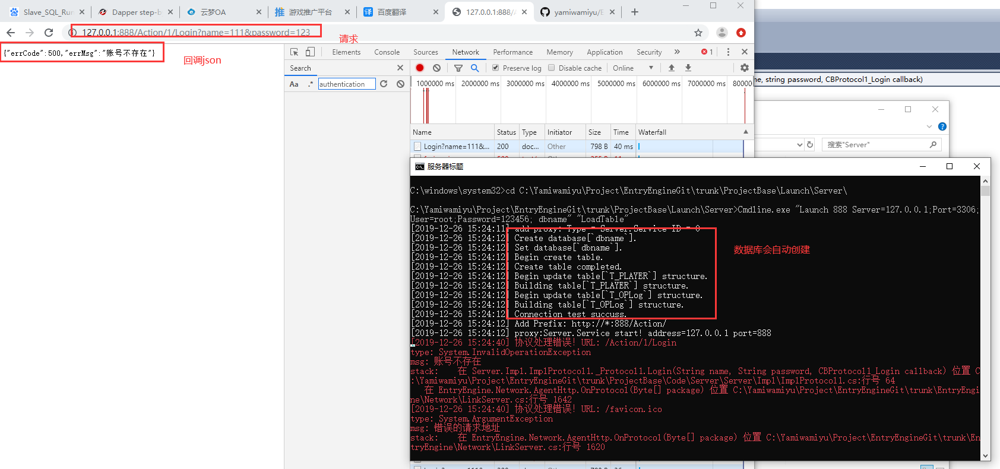 Slave_SQL_Run
Dapper step-b
云梦OA
游戏推广平台
百度翻译
127.0.0.1:888/A
yamiwamiyu/E
127.0.0.1:888/Action/1/Login?name=111&password=123
请求
{"errCode":500,"errMsg":"账号不存在"}
回调json
Elements Console Sources Network Performance Memory Application Security » 1
Search
Preserve log Disable cache Online
Aa .* authentication
1000000 ms 2000000 ms 3000000 ms 4000000 ms 5000000 ms 6000000 ms 7000000 ms 80000
Name Status Type Initiator Size Time Waterfall
Login?name=111&... 200 doc... Other 798 B 40 ms
ne, string password, CBProtocol1_Login callback)
搜索"Server"
服务器标题
C:\windows\system32>cd C:\Yamiwamiyu\Project\EntryEngineGit\trunk\ProjectBase\Launch\Server\
C:\Yamiwamiyu\Project\EntryEngineGit\trunk\ProjectBase\Launch\Server>Cmdline.exe "Launch 888 Server=127.0.0.1;Port=3306;
User=root;Password=123456; dbname" "LoadTable"
[2019-12-26 15:24:11] add proxy: Type = Server.Service ID = 0
[2019-12-26 15:24:12] Create database[`dbname`].
[2019-12-26 15:24:12] Set database[`dbname`].
[2019-12-26 15:24:12] Begin create table.
[2019-12-26 15:24:12] Create table completed.
[2019-12-26 15:24:12] Begin update table[`T_PLAYER`] structure.
[2019-12-26 15:24:12] Building table[`T_PLAYER`] structure.
[2019-12-26 15:24:12] Begin update table[`T_OPLog`] structure.
[2019-12-26 15:24:12] Building table[`T_OPLog`] structure.
[2019-12-26 15:24:12] Connection test succuss.
[2019-12-26 15:24:12] Add Prefix: http://*:888/Action/
[2019-12-26 15:24:12] proxy:Server.Service start! address=127.0.0.1 port=888
[2019-12-26 15:24:40] 协议处理错误! URL: /Action/1/Login
type: System.InvalidOperationException
msg: 账号不存在
stack:    在 Server.Impl.ImplProtocol1._Protocol1.Login(String name, String password, CBProtocol1_Login callback) 位置 C
:\Yamiwamiyu\Project\EntryEngineGit\trunk\ProjectBase\Code\Server\Server\Impl\ImplProtocol1.cs:行号 64
在 EntryEngine.Network.AgentHttp.OnProtocol(Byte[] package) 位置 C:\Yamiwamiyu\Project\EntryEngineGit\trunk\EntryEngi
ne\Network\LinkServer.cs:行号 1642
[2019-12-26 15:24:40] 协议处理错误! URL: /favicon.ico
type: System.ArgumentException
msg: 错误的请求地址
stack:    在 EntryEngine.Network.AgentHttp.OnProtocol(Byte[] package) 位置 C:\Yamiwamiyu\Project\EntryEngineGit\trunk\En
tryEngine\Network\LinkServer.cs:行号 1620
数据库会自动创建